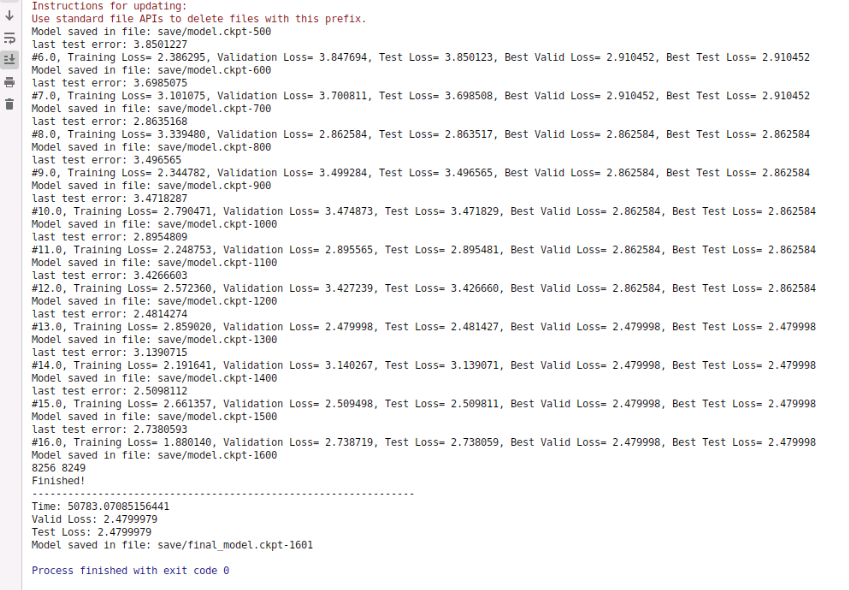 Instructions for updating:
Use standard file APIs to delete files with this prefix.
Model saved in file: save/model.ckpt-500
last test error: 3.8501227
#6.0, Training Loss= 2.386295, Validation Loss= 3.847694, Test Loss= 3.850123, Best Valid Loss= 2.910452, Best Test Loss= 2.910452
Model saved in file: save/model.ckpt-600
last test error: 3.6985075
#7.0, Training Loss= 3.101075, Validation Loss= 3.700811, Test Loss= 3.698508, Best Valid Loss= 2.910452, Best Test Loss= 2.910452
Model saved in file: save/model.ckpt-700
last test error: 2.8635168
#8.0, Training Loss= 3.339480, Validation Loss= 2.862584, Test Loss= 2.863517, Best Valid Loss= 2.862584, Best Test Loss= 2.862584
Model saved in file: save/model.ckpt-800
last test error: 3.496565
#9.0, Training Loss= 2.344782, Validation Loss= 3.499284, Test Loss= 3.496565, Best Valid Loss= 2.862584, Best Test Loss= 2.862584
Model saved in file: save/model.ckpt-900
last test error: 3.4718287
#10.0, Training Loss= 2.790471, Validation Loss= 3.474873, Test Loss= 3.471829, Best Valid Loss= 2.862584, Best Test Loss= 2.862584
Model saved in file: save/model.ckpt-1000
last test error: 2.8954809
#11.0, Training Loss= 2.248753, Validation Loss= 2.895565, Test Loss= 2.895481, Best Valid Loss= 2.862584, Best Test Loss= 2.862584
Model saved in file: save/model.ckpt-1100
last test error: 3.4266603
#12.0, Training Loss= 2.572360, Validation Loss= 3.427239, Test Loss= 3.426660, Best Valid Loss= 2.862584, Best Test Loss= 2.862584
Model saved in file: save/model.ckpt-1200
last test error: 2.4814274
#13.0, Training Loss= 2.859020, Validation Loss= 2.479998, Test Loss= 2.481427, Best Valid Loss= 2.479998, Best Test Loss= 2.479998
Model saved in file: save/model.ckpt-1300
last test error: 3.1390715
#14.0, Training Loss= 2.191641, Validation Loss= 3.140267, Test Loss= 3.139071, Best Valid Loss= 2.479998, Best Test Loss= 2.479998
Model saved in file: save/model.ckpt-1400
last test error: 2.5098112
#15.0, Training Loss= 2.661357, Validation Loss= 2.509498, Test Loss= 2.509811, Best Valid Loss= 2.479998, Best Test Loss= 2.479998
Model saved in file: save/model.ckpt-1500
last test error: 2.7380593
#16.0, Training Loss= 1.880140, Validation Loss= 2.738719, Test Loss= 2.738059, Best Valid Loss= 2.479998, Best Test Loss= 2.479998
Model saved in file: save/model.ckpt-1600
8256 8249
Finished!
----------------------------------------------------------------
Time: 50783.07085156441
Valid Loss: 2.4799979
Test Loss: 2.4799979
Model saved in file: save/final_model.ckpt-1601
Process finished with exit code 0